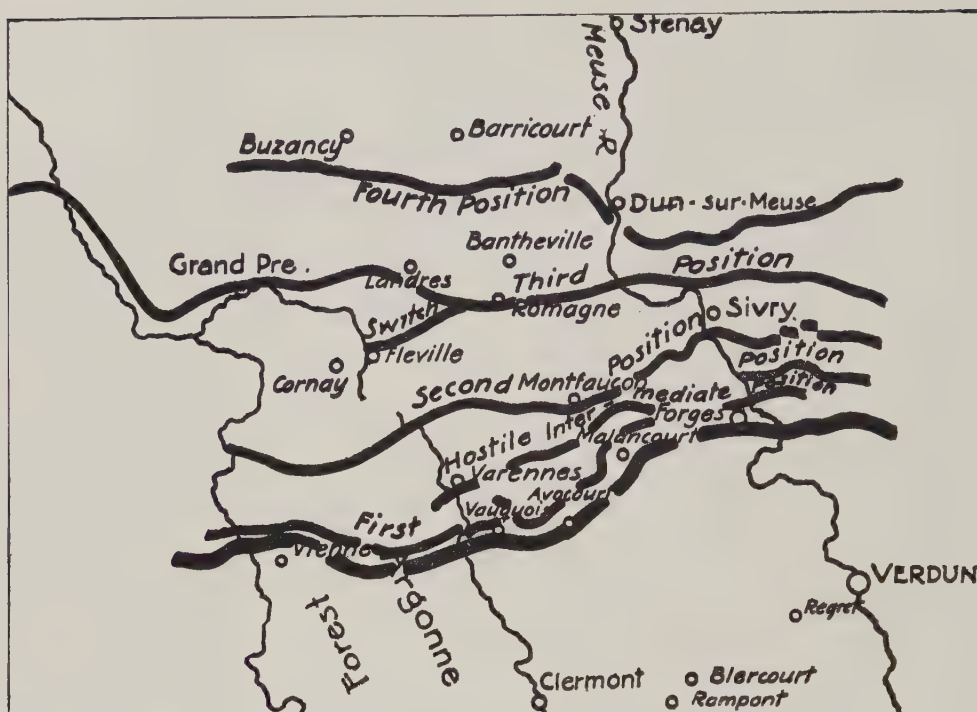 Stenay
Meuse R
Buzancy
Barricourt
Fourth Position
Dun-sur-Meuse
Bantheville
Grand Pre.
Landres
Third
Position
Romagne
Switch
Sivry
Fleville
Cornay
Position
Position
Second
Montfaucon
Position
Hostile Inter
mediate
Forges
Malancourt
Varennes
Avocourt
Vauquois
First
Vienne
Forest
Argonne
VERDUN
Regret
Clermont
Blercourt
Rampont